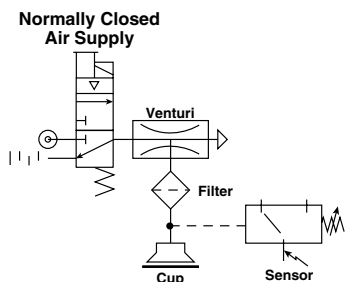 Normally Closed
Air Supply
Venturi
Filter
Cup
Sensor